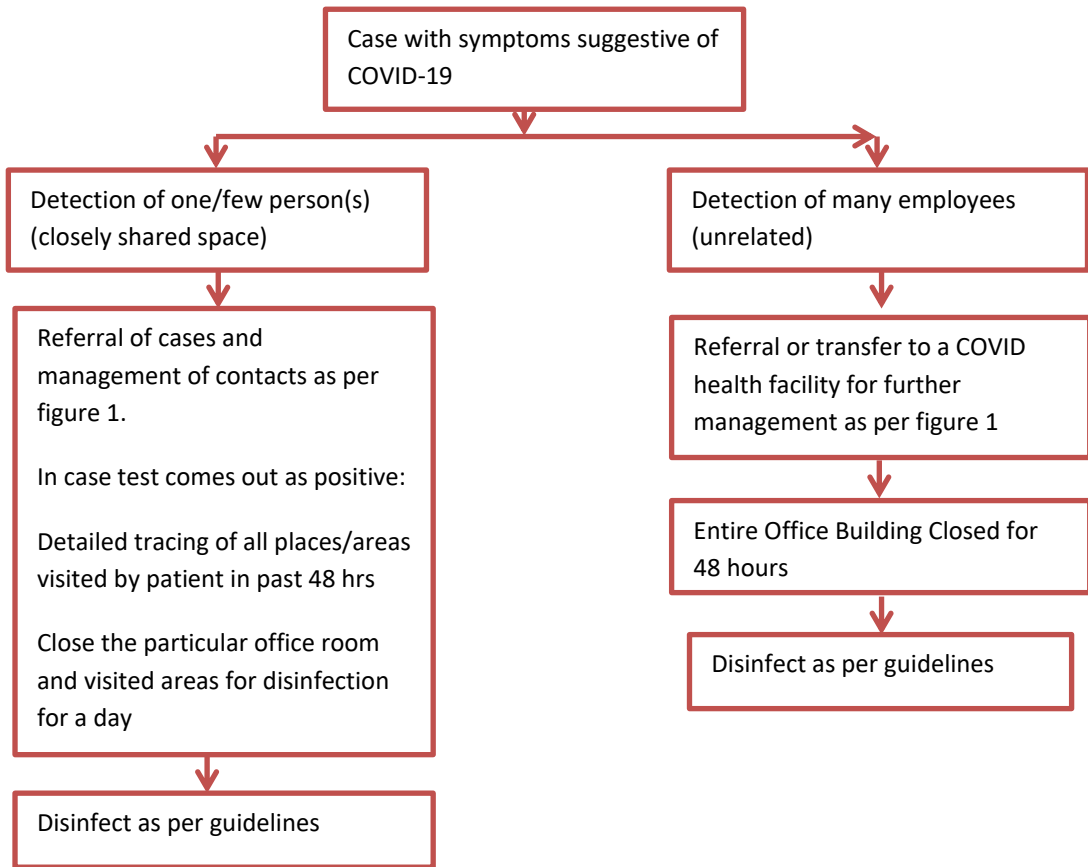 Case with symptoms suggestive of
COVID-19
Detection of one/few person(s)
(closely shared space)
Referral of cases and
management of contacts as per
figure 1.
In case test comes out as positive:
Detailed tracing of all places/areas
visited by patient in past 48 hrs
Close the particular office room
and visited areas for disinfection
for a day
Disinfect as per guidelines
Detection of many employees
(unrelated)
Referral or transfer to a COVID
health facility for further
management as per figure 1
Entire Office Building Closed for
48 hours
Disinfect as per guidelines